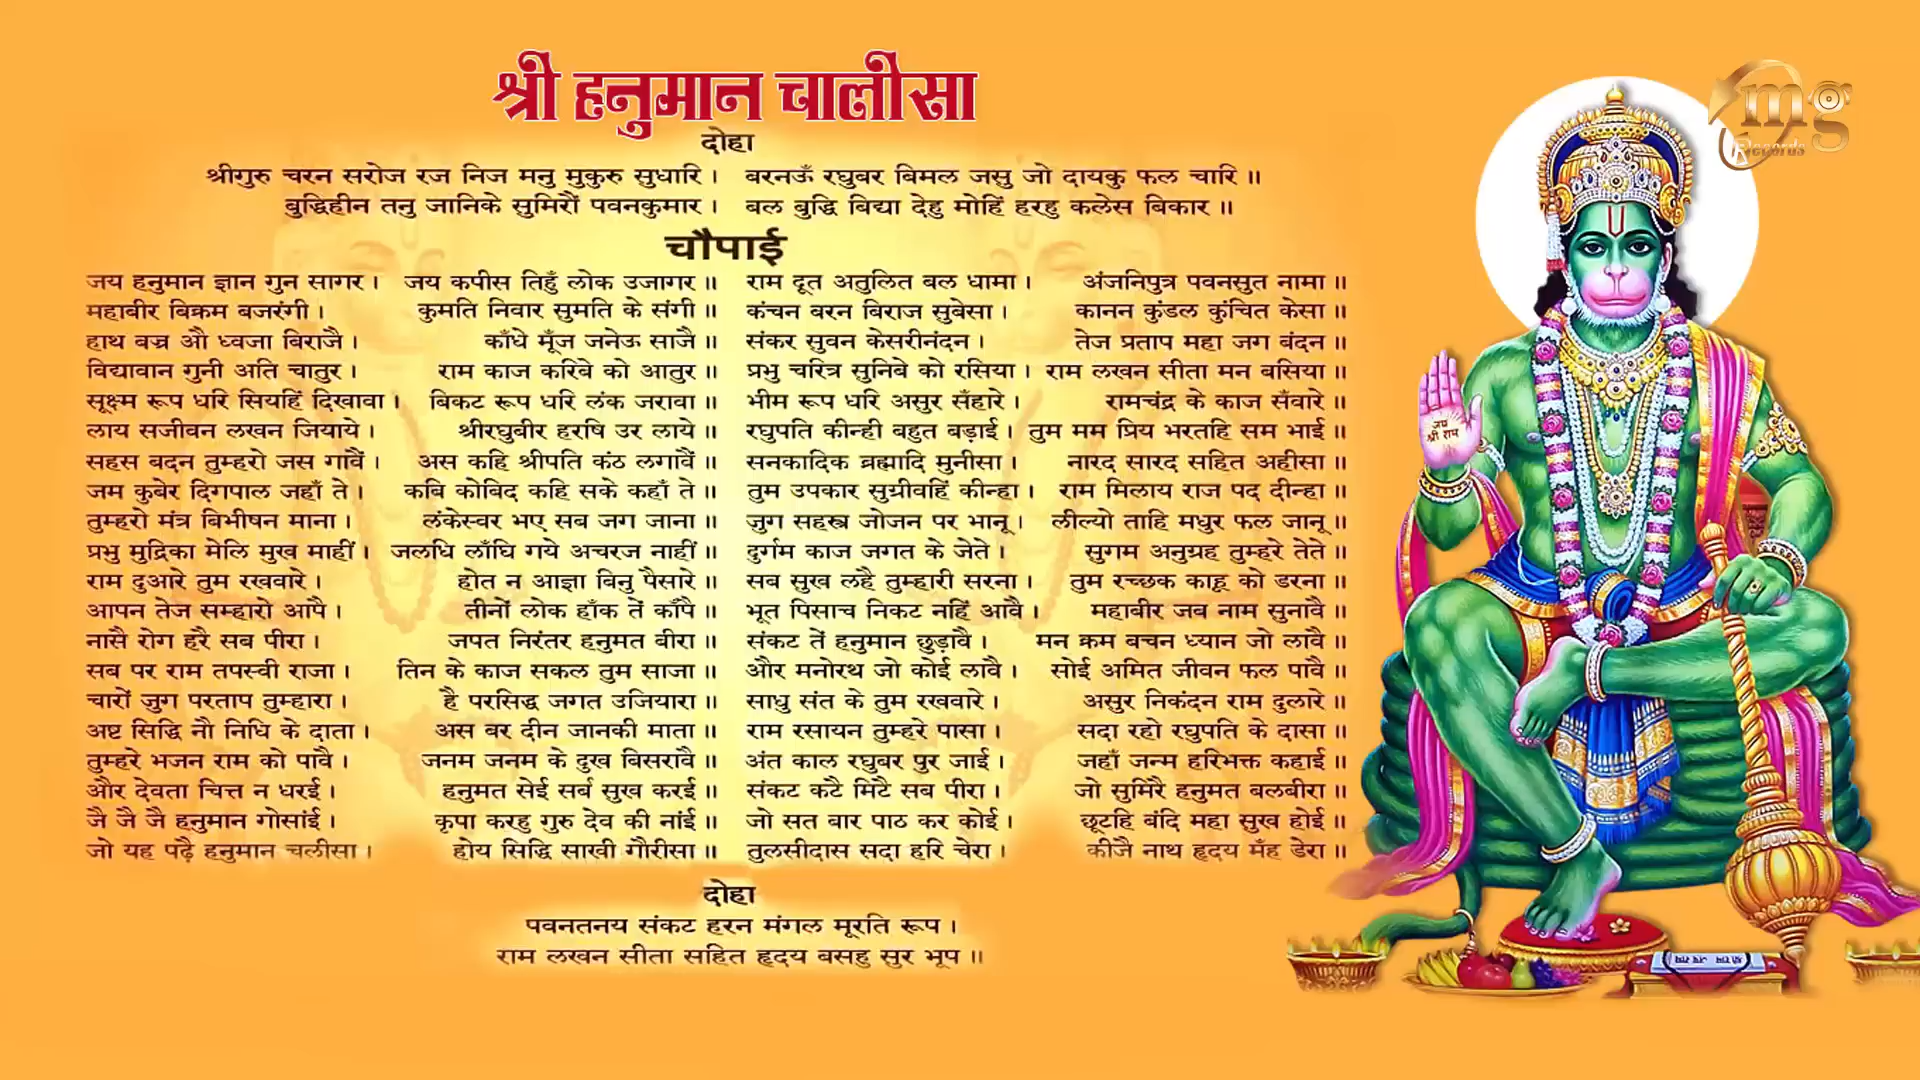 श्री हनुमान चालीसा
दोहा
श्रीगुरु चरन सरोज रज निज मनु मुकुरु सुधारि। बरनऊँ रघुबर बिमल जसु जो दायकु फल चारि॥
बुद्धिहीन तनु जानिके सुमिरौं पवनकुमार। बल बुद्धि बिद्या देहु मोहिं हरहु कलेस बिकार॥
चौपाई
जय हनुमान ज्ञान गुन सागर। जय कपीस तिहुँ लोक उजागर॥ राम दूत अतुलित बल धामा। अंजनिपुत्र पवनसुत नामा॥
महाबीर बिक्रम बजरंगी। कुमति निवार सुमति के संगी॥ कंचन बरन बिराज सुबेसा। कानन कुंडल कुंचित केसा॥
हाथ बज्र औ ध्वजा बिराजै। काँधे मूँज जनेऊ साजै॥ संकर सुवन केसरीनंदन। तेज प्रताप महा जग बंदन॥
विद्यावान गुनी अति चातुर। राम काज करिबे को आतुर॥ प्रभु चरित्र सुनिबे को रसिया। राम लखन सीता मन बसिया॥
सूक्ष्म रूप धरि सियहिं दिखावा। बिकट रूप धरि लंक जरावा॥ भीम रूप धरि असुर सँहारे। रामचंद्र के काज सँवारे॥
लाय सजीवन लखन जियाये। श्रीरघुबीर हरषि उर लाये॥ रघुपति कीन्ही बहुत बड़ाई। तुम मम प्रिय भरतहि सम भाई॥
सहस बदन तुम्हरो जस गावैं। अस कहि श्रीपति कंठ लगावैं॥ सनकादिक ब्रह्मादि मुनीसा। नारद सारद सहित अहीसा॥
जम कुबेर दिगपाल जहाँ ते। कबि कोबिद कहि सके कहाँ ते॥ तुम उपकार सुग्रीवहिं कीन्हा। राम मिलाय राज पद दीन्हा॥
तुम्हरो मंत्र बिभीषन माना। लंकेस्वर भए सब जग जाना॥ जुग सहस्त्र जोजन पर भानू। लील्यो ताहि मधुर फल जानू॥
प्रभु मुद्रिका मेलि मुख माहीं। जलधि लाँघि गये अचरज नाहीं॥ दुर्गम काज जगत के जेते। सुगम अनुग्रह तुम्हरे तेते॥
राम दुआरे तुम रखवारे। होत न आज्ञा बिनु पैसारे॥ सब सुख लहै तुम्हारी सरना। तुम रच्छक काहू को डरना॥
आपन तेज सम्हारो आपै। तीनों लोक हाँक तें काँपै॥ भूत पिसाच निकट नहिं आवै। महाबीर जब नाम सुनावै॥
नासै रोग हरै सब पीरा। जपत निरंतर हनुमत बीरा॥ संकट तें हनुमान छुड़ावै। मन क्रम बचन ध्यान जो लावै॥
सब पर राम तपस्वी राजा। तिन के काज सकल तुम साजा॥ और मनोरथ जो कोई लावै। सोई अमित जीवन फल पावै॥
चारों जुग परताप तुम्हारा। है परसिद्ध जगत उजियारा॥ साधु संत के तुम रखवारे। असुर निकंदन राम दुलारे॥
अष्ट सिद्धि नौ निधि के दाता। अस बर दीन जानकी माता॥ राम रसायन तुम्हरे पासा। सदा रहो रघुपति के दासा॥
तुम्हरे भजन राम को पावै। जनम जनम के दुख बिसरावै॥ अंत काल रघुबर पुर जाई। जहाँ जन्म हरिभक्त कहाई॥
और देवता चित्त न धरई। हनुमत सेई सर्ब सुख करई॥ संकट कटै मिटै सब पीरा। जो सुमिरै हनुमत बलबीरा॥
जै जै जै हनुमान गोसांई। कृपा करहु गुरु देव की नांई॥ जो सत बार पाठ कर कोई। छूटहि बंदि महा सुख होई॥
जो यह पढ़ै हनुमान चलीसा। होय सिद्धि साखी गौरीसा॥ तुलसीदास सदा हरि चेरा। कीजै नाथ हृदय मँह डेरा॥
दोहा
पवनतनय संकट हरन मंगल मूरति रूप।
राम लखन सीता सहित हृदय बसहु सुर भूप॥
mg
Records
जय
श्री राम